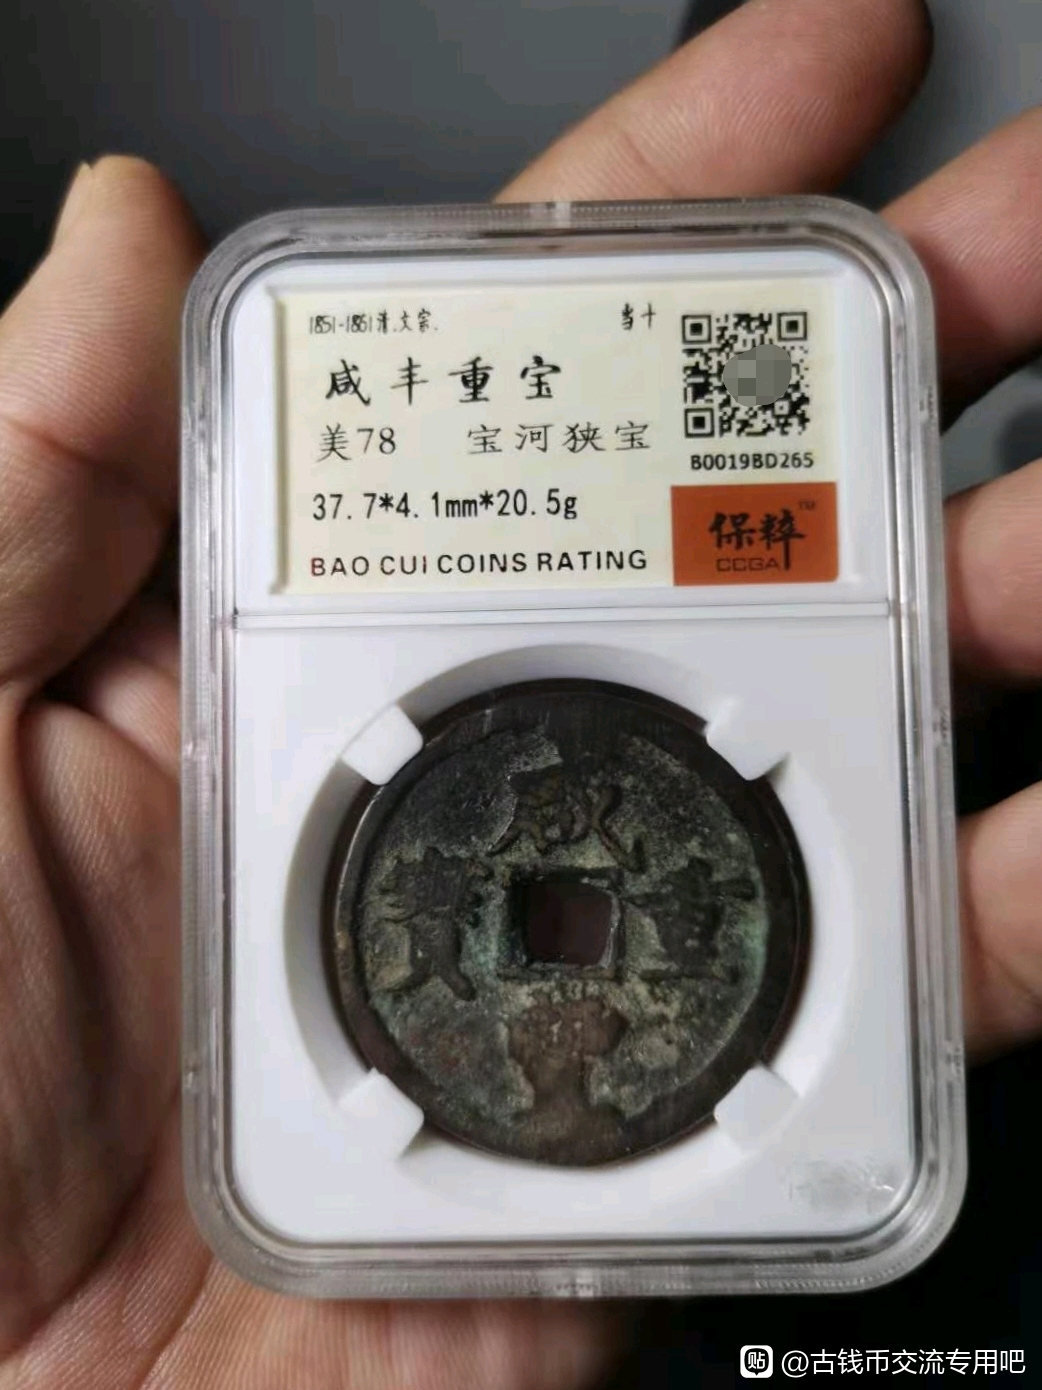 1851-1861清.文宗.
当十
咸丰重宝
美78 宝河狭宝
37.7*4.1mm*20.5g
BAO CUI COINS RATING
B0019BD265
保粹
TM
CCGA
咸
寶 重
豐
贴 @古钱币交流专用吧